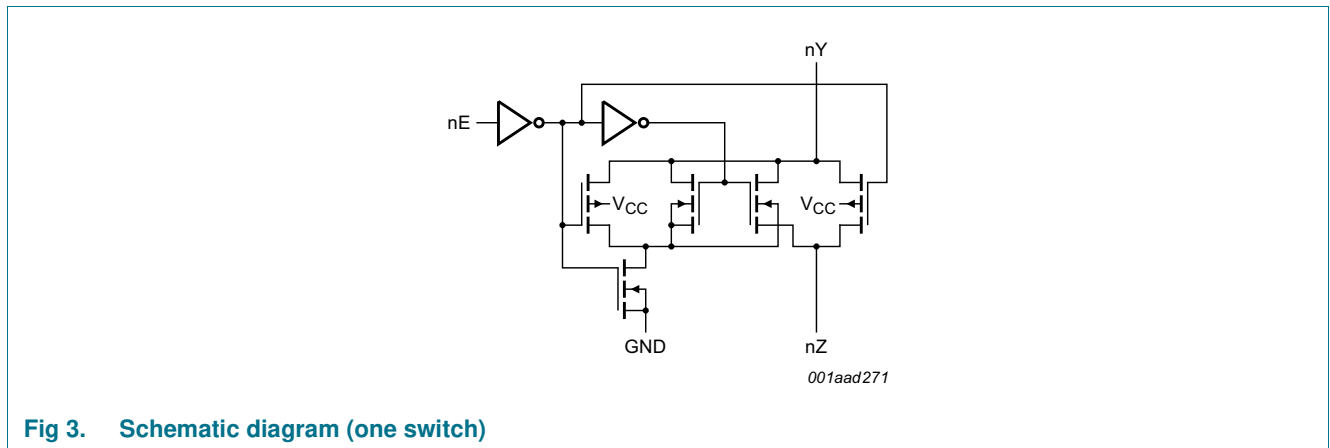 nY
nE
VCC
VCC
GND
nZ
001aad271
Fig 3. Schematic diagram (one switch)